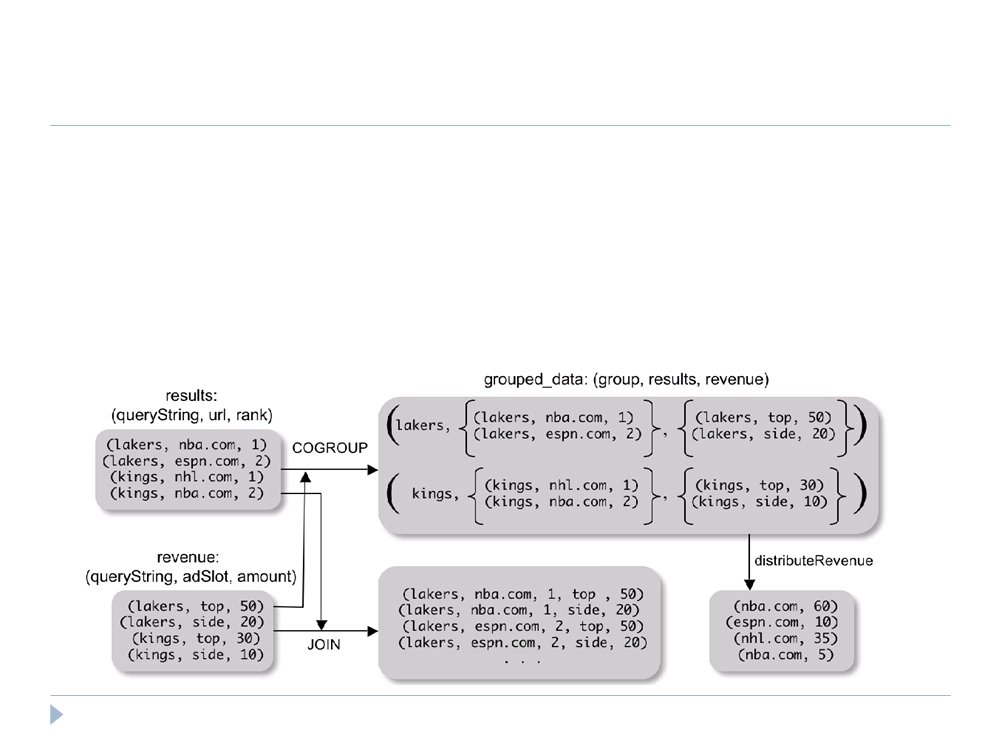 grouped_data: (group, results, revenue)
results:
(queryString, url, rank)
(lakers, nba.com, 1)
(lakers, espn.com, 2)
(kings, nhl.com, 1)
(kings, nba.com, 2)
COGROUP
(lakers, {(lakers, nba.com, 1)
(lakers, espn.com, 2)}, {(lakers, top, 50)
(lakers, side, 20)})
( kings, {(kings, nhl.com, 1)
(kings, nba.com, 2)}, {(kings, top, 30)
(kings, side, 10)})
revenue:
(queryString, adSlot, amount)
(lakers, top, 50)
(lakers, side, 20)
(kings, top, 30)
(kings, side, 10)
JOIN
(lakers, nba.com, 1, top , 50)
(lakers, nba.com, 1, side, 20)
(lakers, espn.com, 2, top, 50)
(lakers, espn.com, 2, side, 20)
. . .
distributeRevenue
(nba.com, 60)
(espn.com, 10)
(nhl.com, 35)
(nba.com, 5)